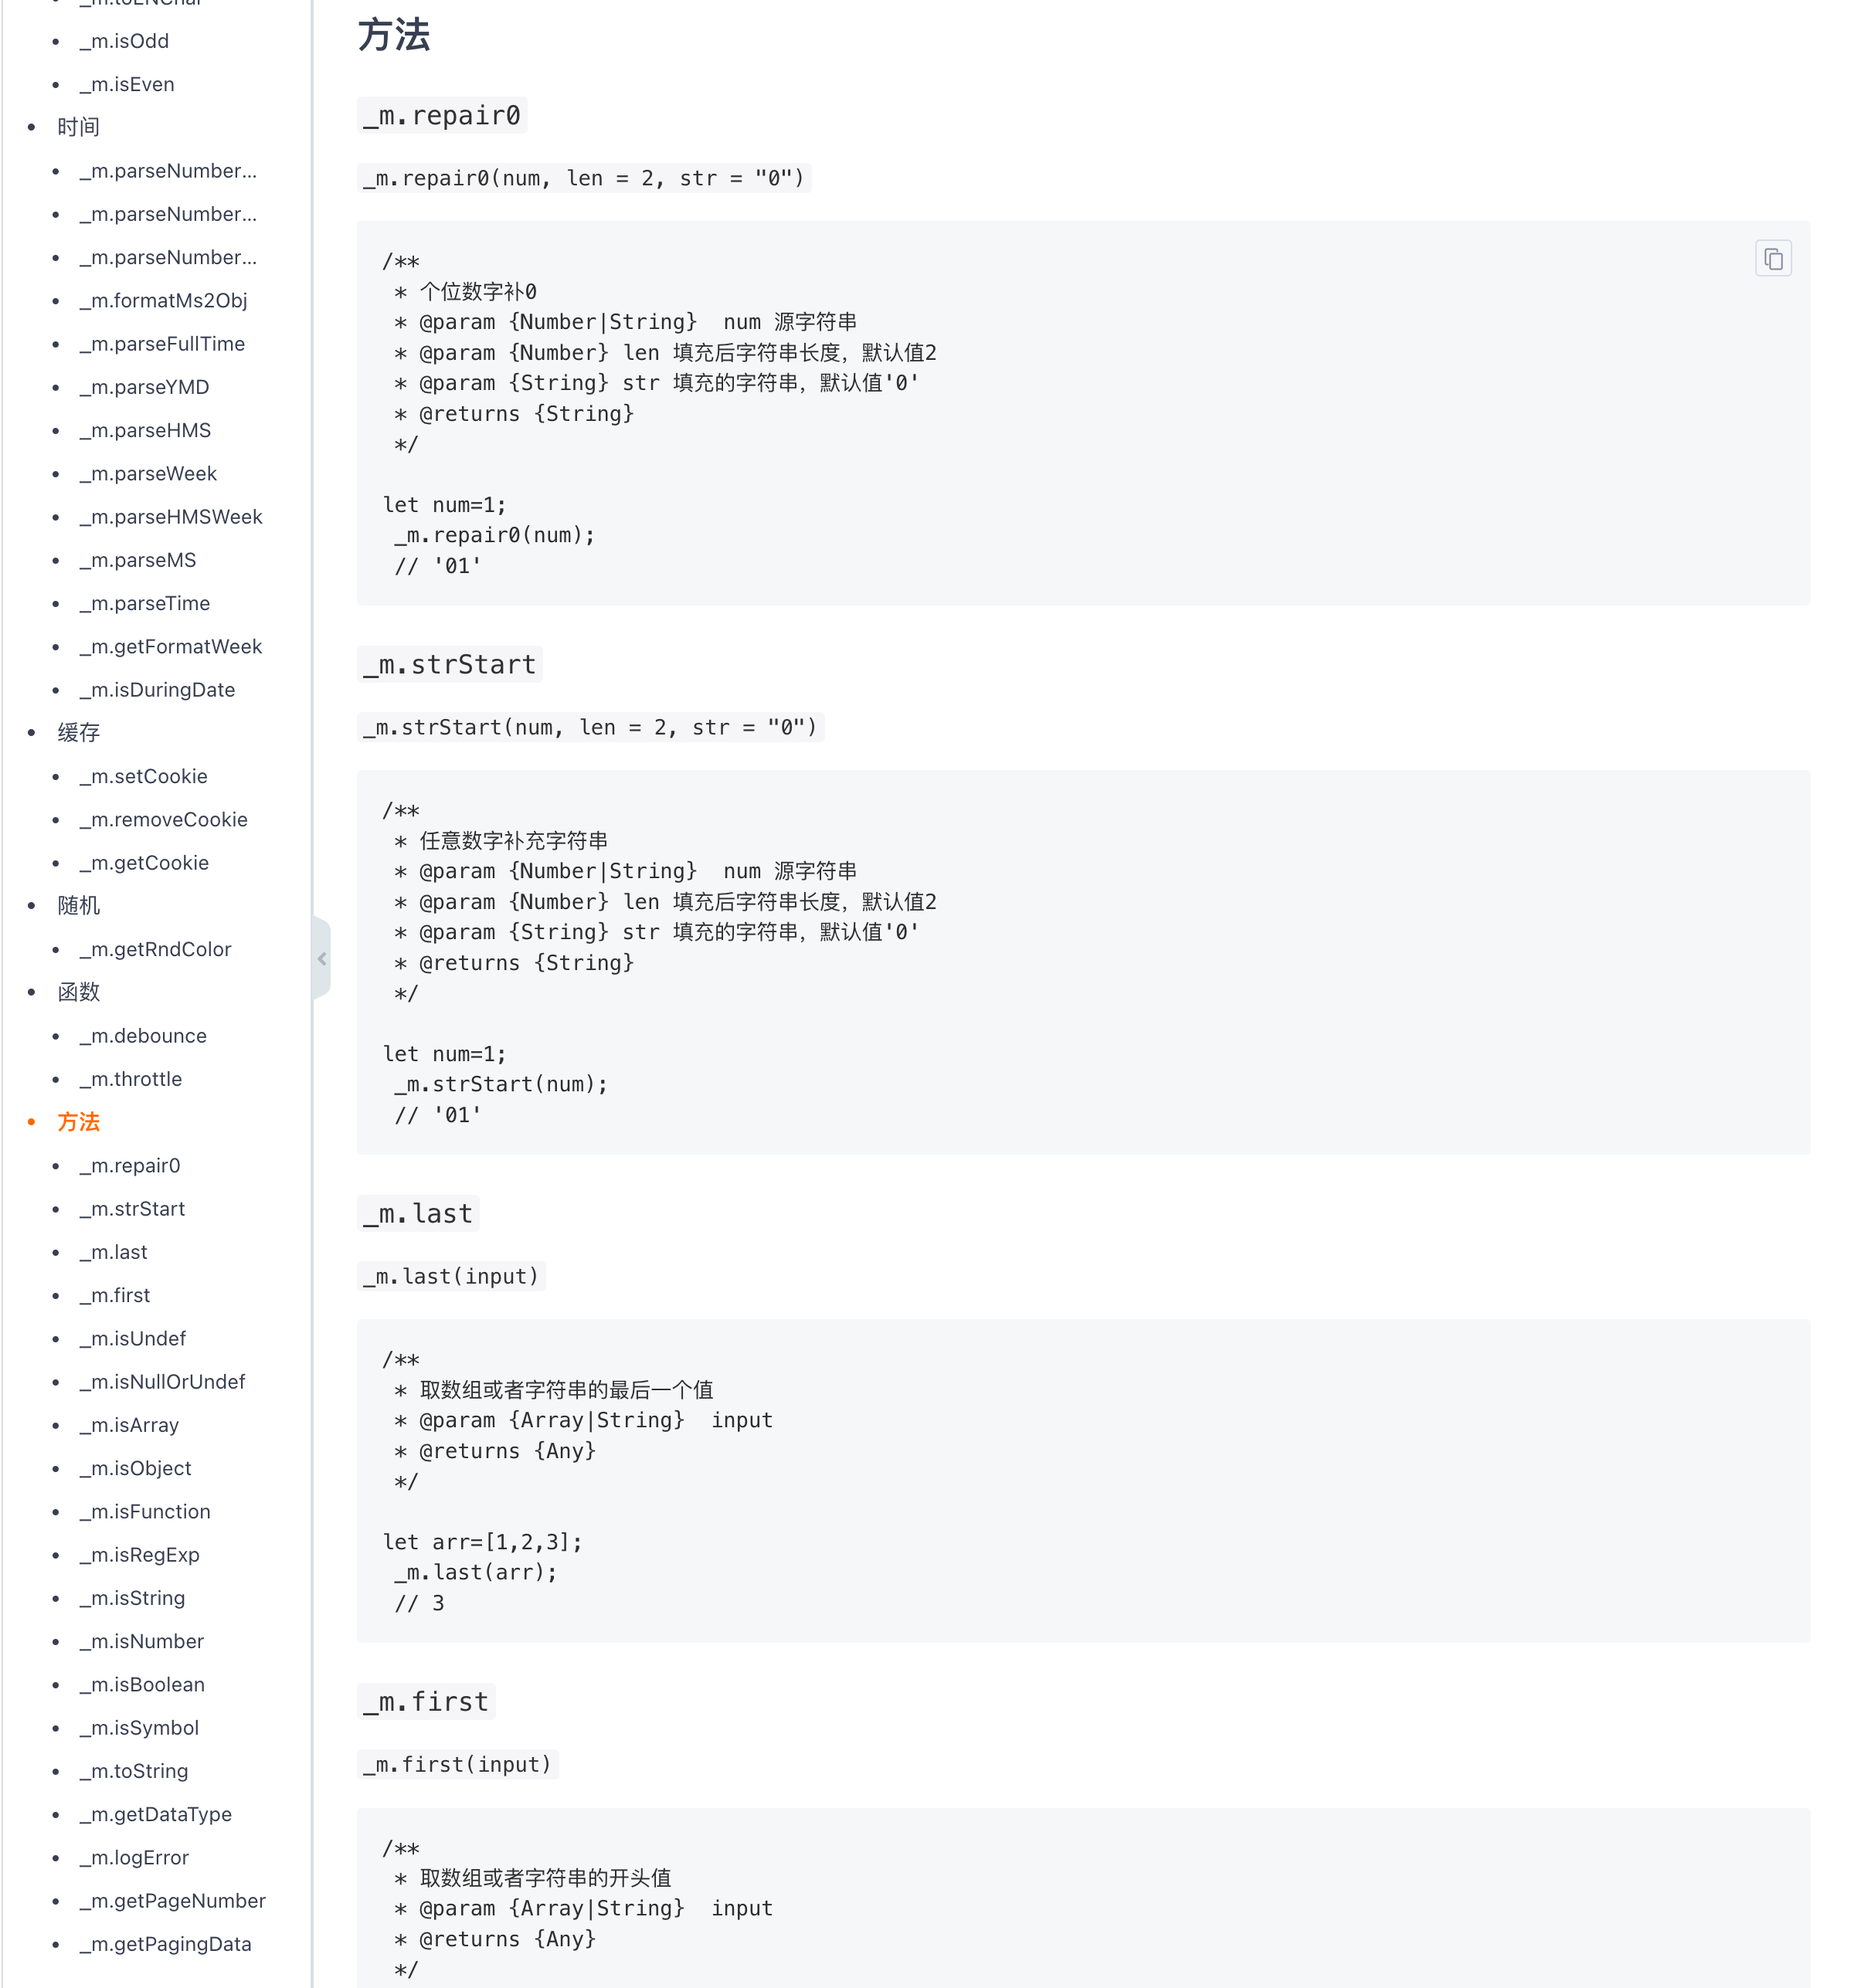 _m.isOdd
_m.isEven
时间
_m.parseNumber...
_m.parseNumber...
_m.parseNumber...
_m.formatMs2Obj
_m.parseFullTime
_m.parseYMD
_m.parseHMS
_m.parseWeek
_m.parseHMSWeek
_m.parseMS
_m.parseTime
_m.getFormatWeek
_m.isDuringDate
缓存
_m.setCookie
_m.removeCookie
_m.getCookie
随机
_m.getRndColor
函数
_m.debounce
_m.throttle
方法
_m.repair0
_m.strStart
_m.last
_m.first
_m.isUndef
_m.isNullOrUndef
_m.isArray
_m.isObject
_m.isFunction
_m.isRegExp
_m.isString
_m.isNumber
_m.isBoolean
_m.isSymbol
_m.toString
_m.getDataType
_m.logError
_m.getPageNumber
_m.getPagingData
方法
_m.repair0
_m.repair0(num, len = 2, str = "0")
/**
 * 个位数字补0
 * @param {Number|String}  num 源字符串
 * @param {Number} len 填充后字符串长度，默认值2
 * @param {String} str 填充的字符串，默认值'0'
 * @returns {String}
 */
let num=1;
 _m.repair0(num);
 // '01'
_m.strStart
_m.strStart(num, len = 2, str = "0")
/**
 * 任意数字补充字符串
 * @param {Number|String}  num 源字符串
 * @param {Number} len 填充后字符串长度，默认值2
 * @param {String} str 填充的字符串，默认值'0'
 * @returns {String}
 */
let num=1;
 _m.strStart(num);
 // '01'
_m.last
_m.last(input)
/**
 * 取数组或者字符串的最后一个值
 * @param {Array|String}  input
 * @returns {Any}
 */
let arr=[1,2,3];
 _m.last(arr);
 // 3
_m.first
_m.first(input)
/**
 * 取数组或者字符串的开头值
 * @param {Array|String}  input
 * @returns {Any}
 */